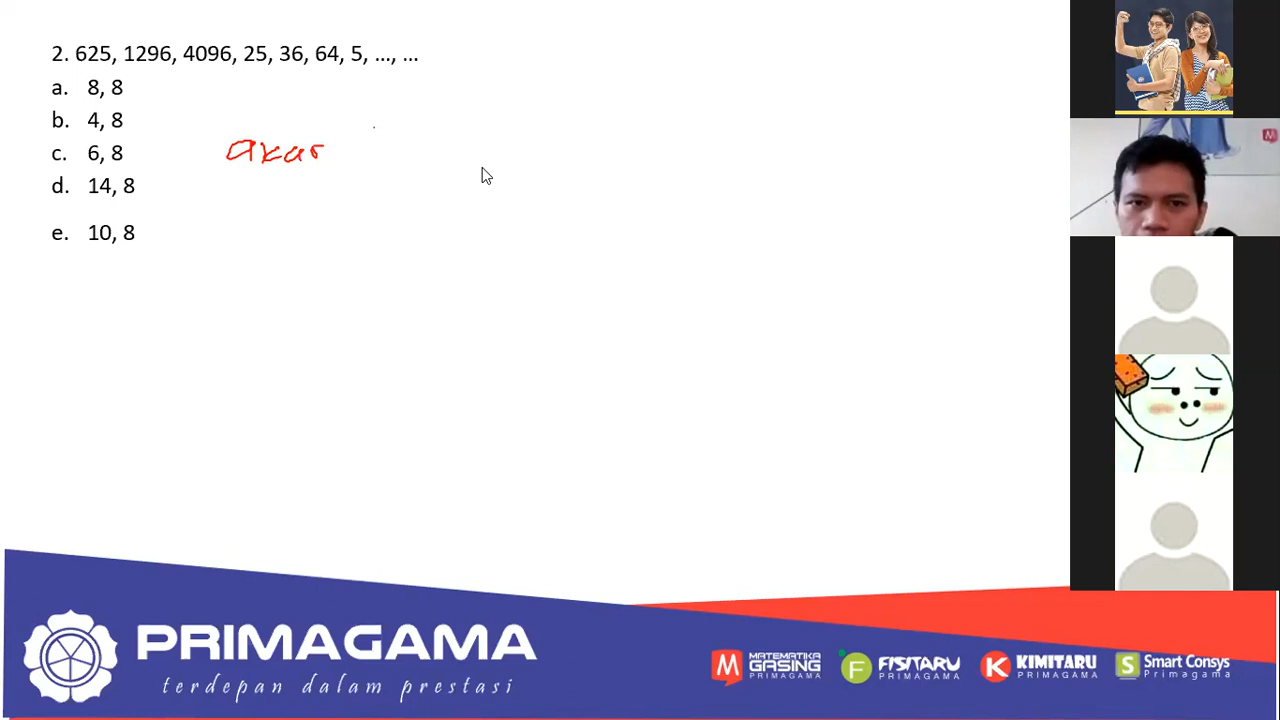 2. 625, 1296, 4096, 25, 36, 64, 5, ..., ...
a. 8, 8
b. 4, 8
c. 6, 8
d. 14, 8
e. 10, 8
akar
PRIMAGAMA
terdepan dalam prestasi
M MATEMATIKA GASING PRIMAGAMA
F FISITARU PRIMAGAMA
K KIMITARU PRIMAGAMA
S Smart Consys Primagama